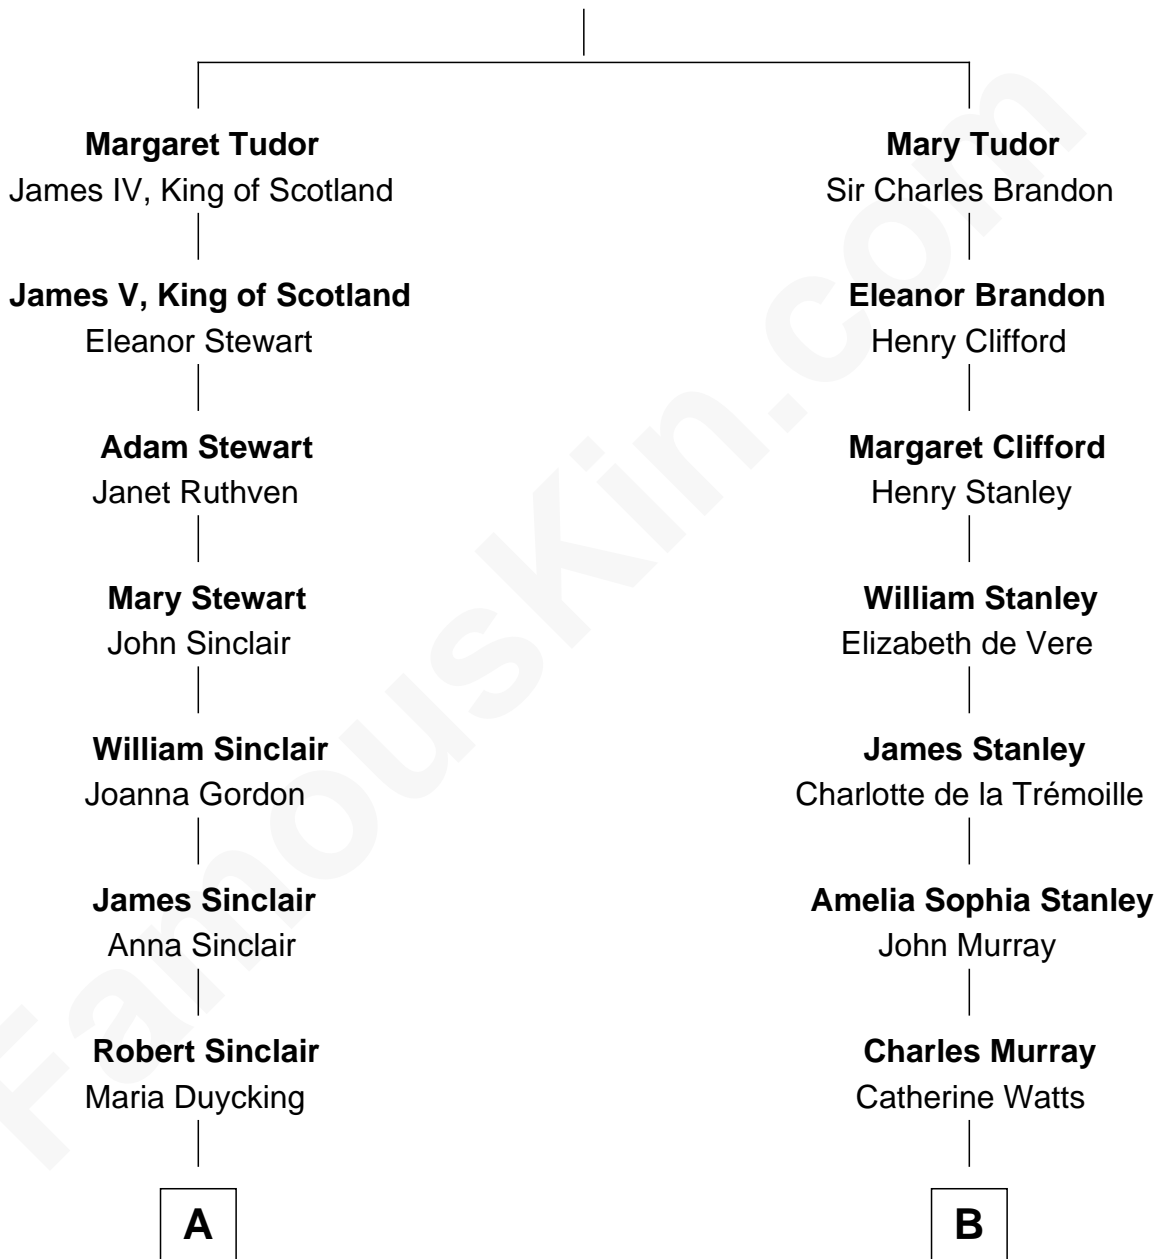 Margaret Tudor
James IV, King of Scotland
Mary Tudor
Sir Charles Brandon
James V, King of Scotland
Eleanor Stewart
Eleanor Brandon
Henry Clifford
Adam Stewart
Janet Ruthven
Margaret Clifford
Henry Stanley
Mary Stewart
John Sinclair
William Stanley
Elizabeth de Vere
William Sinclair
Joanna Gordon
James Stanley
Charlotte de la Trémoille
James Sinclair
Anna Sinclair
Amelia Sophia Stanley
John Murray
Robert Sinclair
Maria Duycking
Charles Murray
Catherine Watts
A
B
FamousKin.com